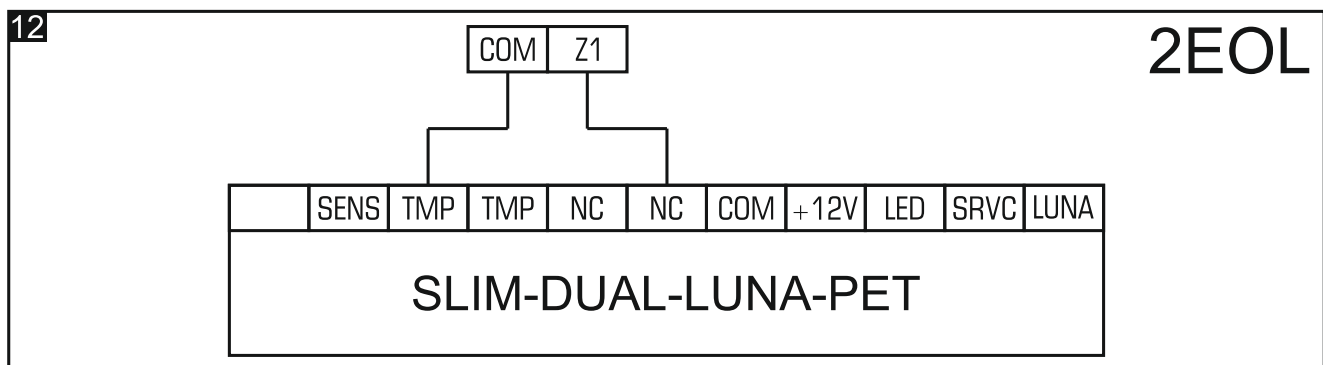 12
2EOL
COM Z1
SENS TMP TMP NC NC COM +12V LED SRVC LUNA
SLIM-DUAL-LUNA-PET